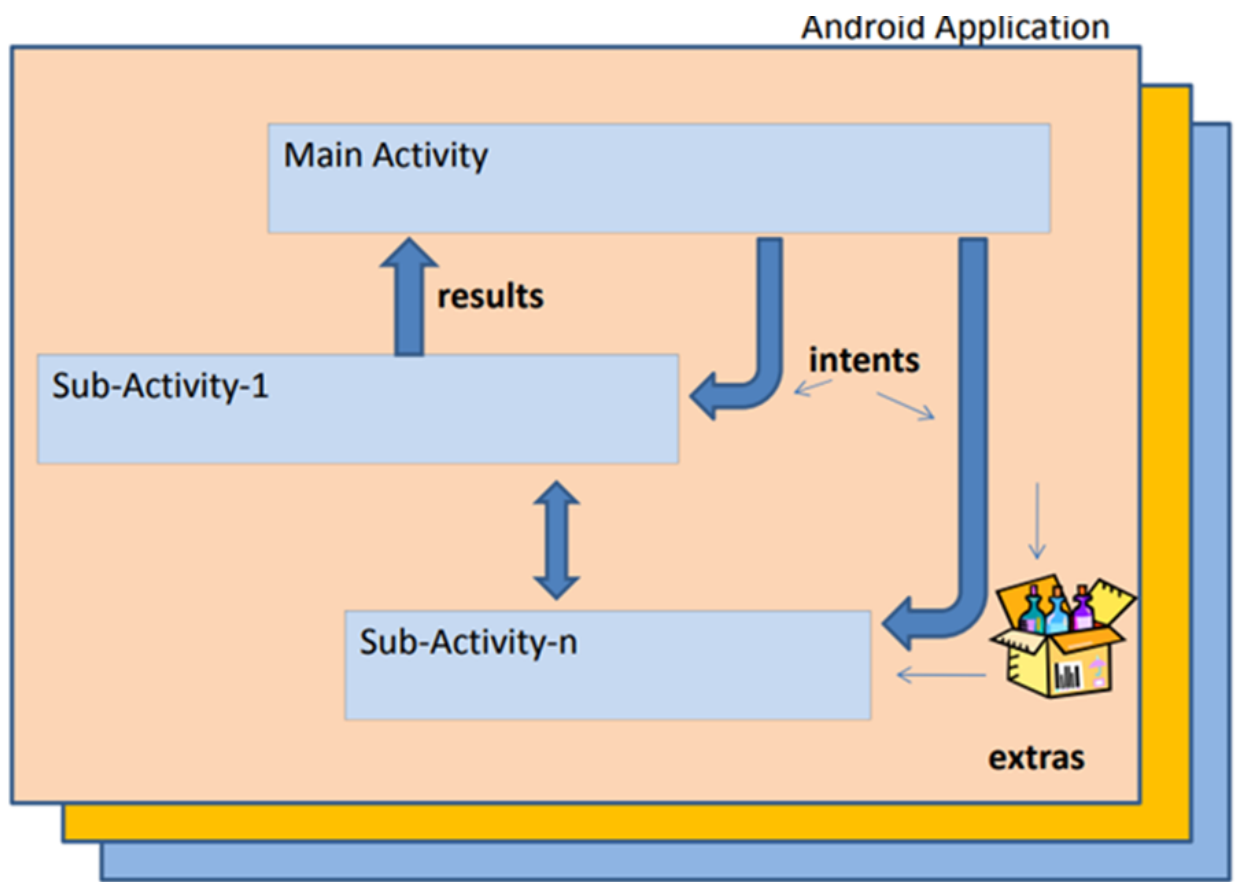 Android Application
Main Activity
results
intents
Sub-Activity-1
Sub-Activity-n
extras